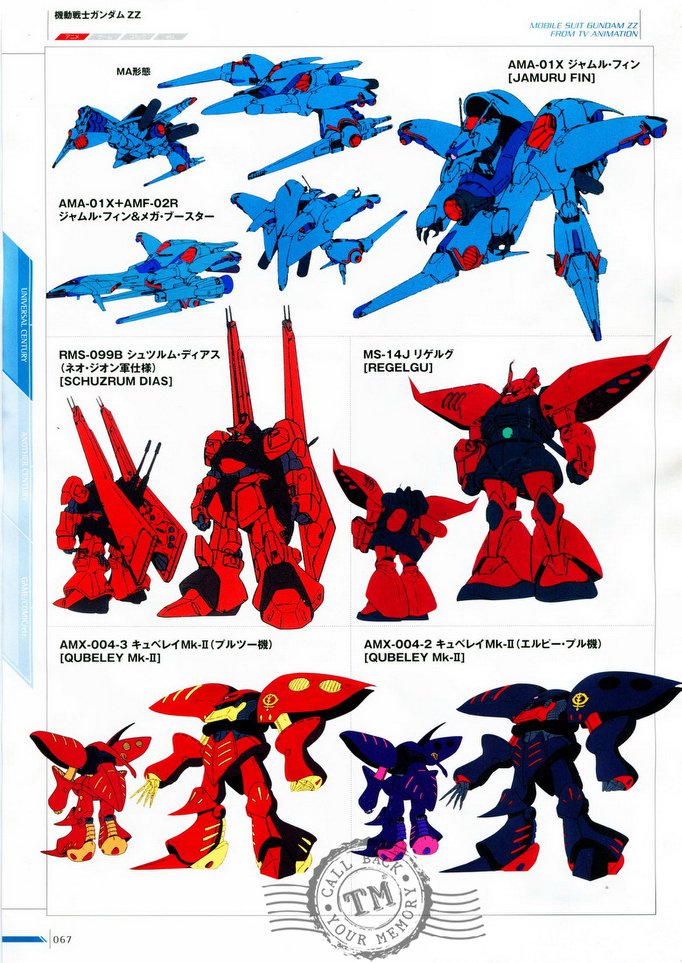 機動戦士ガンダム ZZ
アニメ
MOBILE SUIT GUNDAM ZZ
FROM TV ANIMATION
MA形態
AMA-01X ジャムル・フィン
[JAMURU FIN]
AMA-01X+AMF-02R
ジャムル・フィン&メガ・ブースター
UNIVERSAL CENTURY
RMS-099B シュツルム・ディアス
(ネオ・ジオン軍仕様)
[SCHUZRUM DIAS]
MS-14J リゲルグ
[REGELGU]
ANOTHER CENTURY
GAME/COMIC/etc
AMX-004-3 キュベレイMk-II(プルツー機)
[QUBELEY Mk-II]
AMX-004-2 キュベレイMk-II(エルピー・プル機)
[QUBELEY Mk-II]
CALL BACK
TM
YOUR MEMORY
067